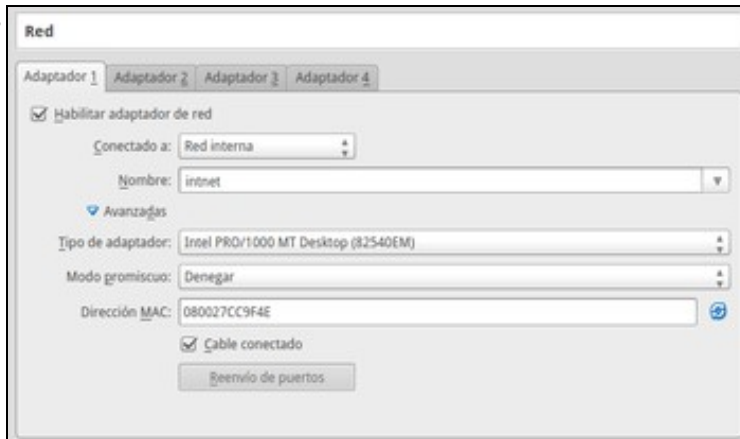 Red
Adaptador 1 Adaptador 2 Adaptador 3 Adaptador 4
Habilitar adaptador de red
Conectado a: Red interna
Nombre: intnet
Avanzadas
Tipo de adaptador: Intel PRO/1000 MT Desktop (82540EM)
Modo promiscuo: Denegar
Dirección MAC: 080027CC9F4E
Cable conectado
Reenvío de puertos